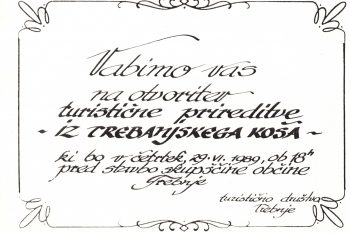 Vabimo vas
na otvoritev
turistične prireditve
- IZ TREBANJSKEGA KOŠA -
ki bo v četrtek, 29. VI. 1989, ob 18h
pred stavbo skupščine občine
Trebnje
turistično društvo
Trebnje